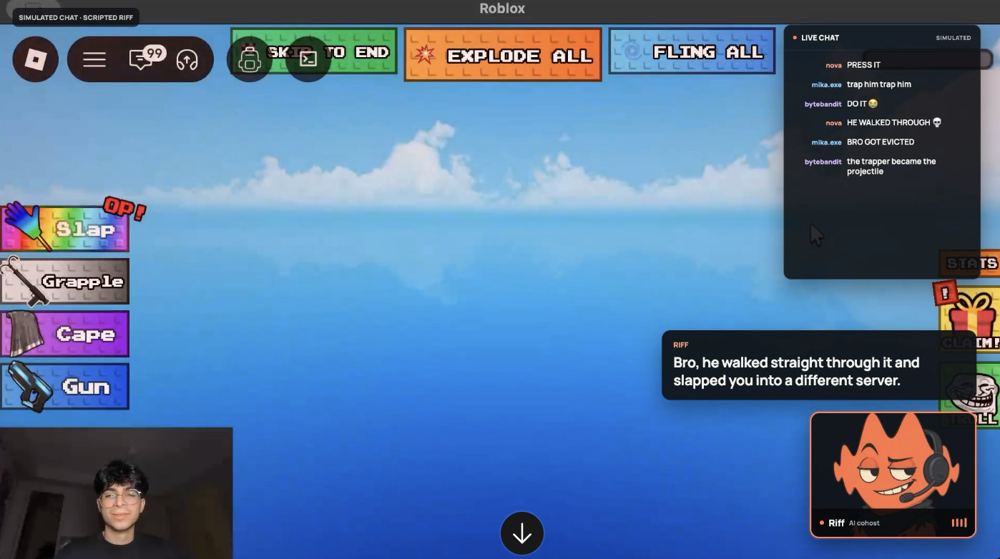 Roblox
SIMULATED CHAT · SCRIPTED RIFF
99
SKIP TO END
EXPLODE ALL
FLING ALL
LIVE CHAT
SIMULATED
nova PRESS IT
mika.exe trap him trap him
bytebandit DO IT 😭
nova HE WALKED THROUGH 💀
mika.exe BRO GOT EVICTED
bytebandit the trapper became the
projectile
OP!
Slap
Grapple
Cape
Gun
STATS
!
CLAIM!
TROLL
RIFF
Bro, he walked straight through it and
slapped you into a different server.
Riff AI cohost